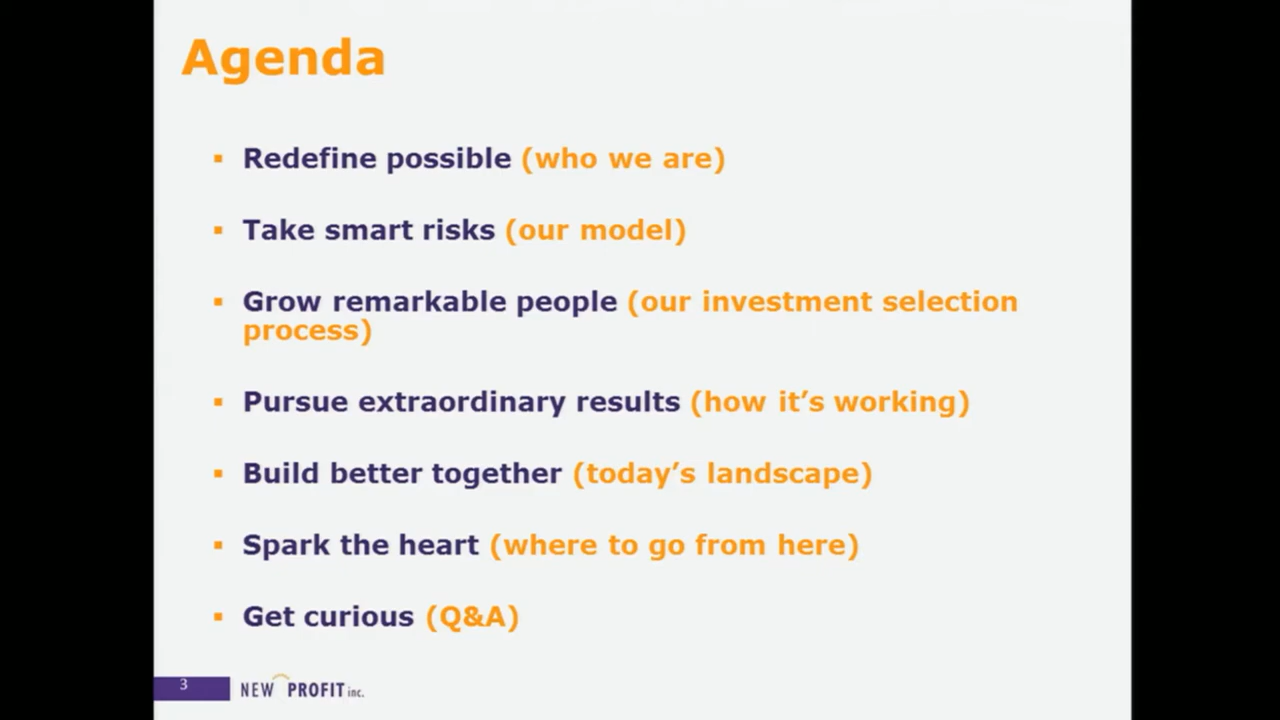 Agenda
▪ Redefine possible (who we are)
▪ Take smart risks (our model)
▪ Grow remarkable people (our investment selection
process)
▪ Pursue extraordinary results (how it’s working)
▪ Build better together (today’s landscape)
▪ Spark the heart (where to go from here)
▪ Get curious (Q&A)
3 NEW PROFIT inc.